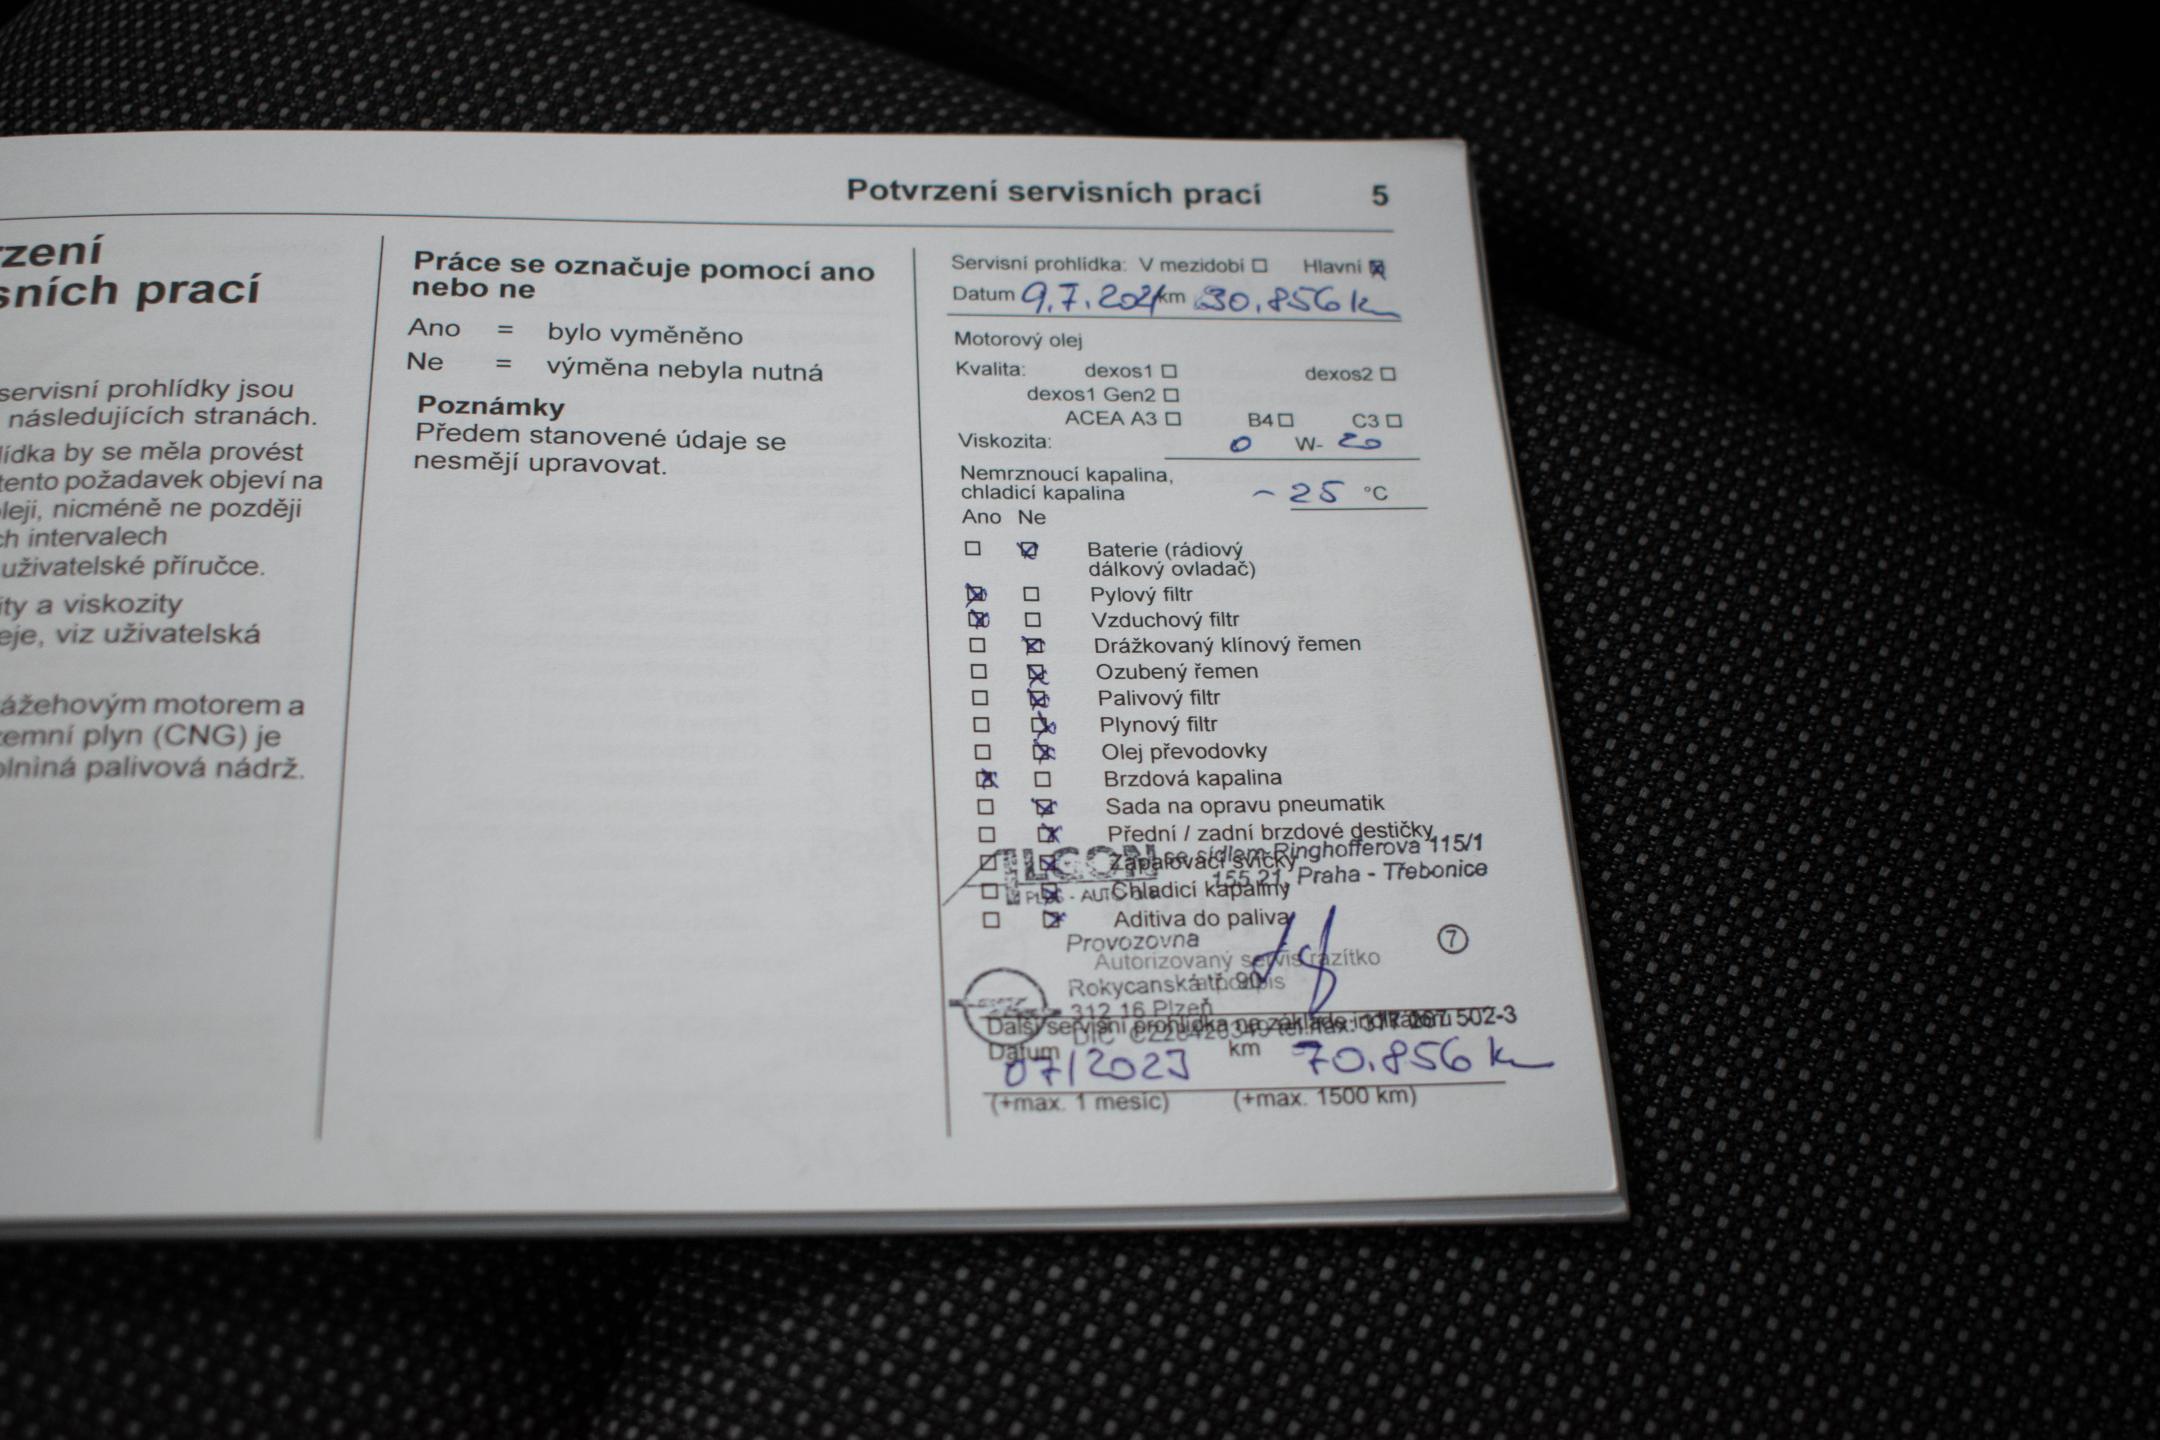 Potvrzení servisních prací 5
rzení
sních prací
servisní prohlídky jsou
následujících stranách.
lídka by se měla provést
tento požadavek objeví na
leji, nicméně ne později
ch intervalech
uživatelské příručce.
ity a viskozity
eje, viz uživatelská
ážehovým motorem a
zemní plyn (CNG) je
olniná palivová nádrž.
Práce se označuje pomocí ano
nebo ne
Ano = bylo vyměněno
Ne = výměna nebyla nutná
Poznámky
Předem stanovené údaje se
nesmějí upravovat.
Servisní prohlídka: V mezidobí ☐ Hlavní ☒
Datum 9.7.2021 km 30.856 km
Motorový olej
Kvalita: dexos1 ☐ dexos2 ☐
dexos1 Gen2 ☐
ACEA A3 ☐ B4 ☐ C3 ☐
Viskozita: 0 W- 20
Nemrznoucí kapalina,
chladicí kapalina - 25 °C
Ano Ne
☐ ☒ Baterie (rádiový
dálkový ovladač)
☒ ☐ Pylový filtr
☒ ☐ Vzduchový filtr
☐ ☒ Drážkovaný klínový řemen
☐ ☒ Ozubený řemen
☐ ☒ Palivový filtr
☐ ☒ Plynový filtr
☐ ☒ Olej převodovky
☒ ☐ Brzdová kapalina
☐ ☒ Sada na opravu pneumatik
☐ ☒ Přední / zadní brzdové destičky
se sídlem Ringhofferova 115/1
☐ ☒ Zapalovací svíčky
155 21, Praha - Třebonice
☐ ☒ Chladicí kapaliny
☐ ☒ Aditiva do paliva
Provozovna
7
Autorizovaný servis razítko
Rokycanská tř. 90
312 16 Plzeň
Další servisní prohlídka na základě
502-3
Datum 07/2023 km 70.856 km
(+max. 1 mesíc) (+max. 1500 km)